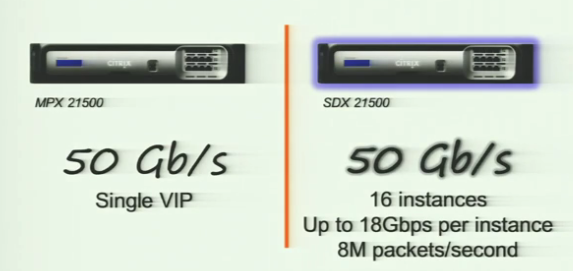 CITRIX
MPX 21500
50 Gb/s
Single VIP
CITRIX
SDX 21500
50 Gb/s
16 instances
Up to 18Gbps per instance
8M packets/second